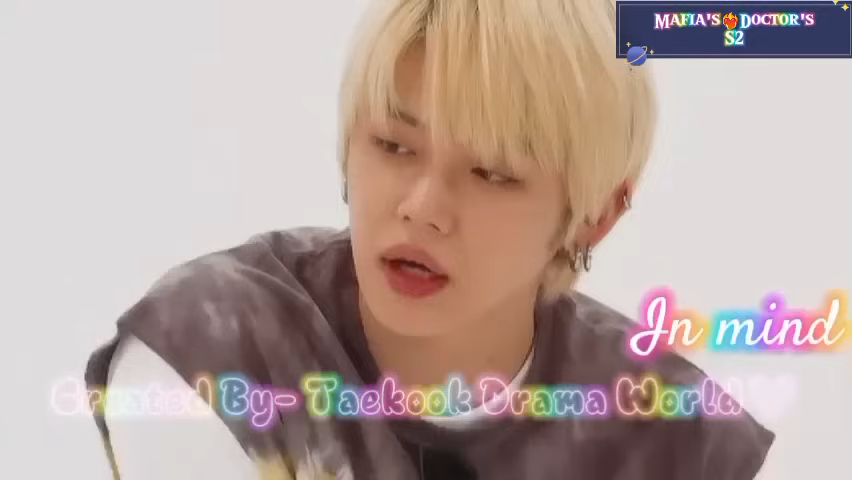 MAFIA'S❤️‍🔥DOCTOR'S
S2
In mind
Created By- Taekook Drama World🤍